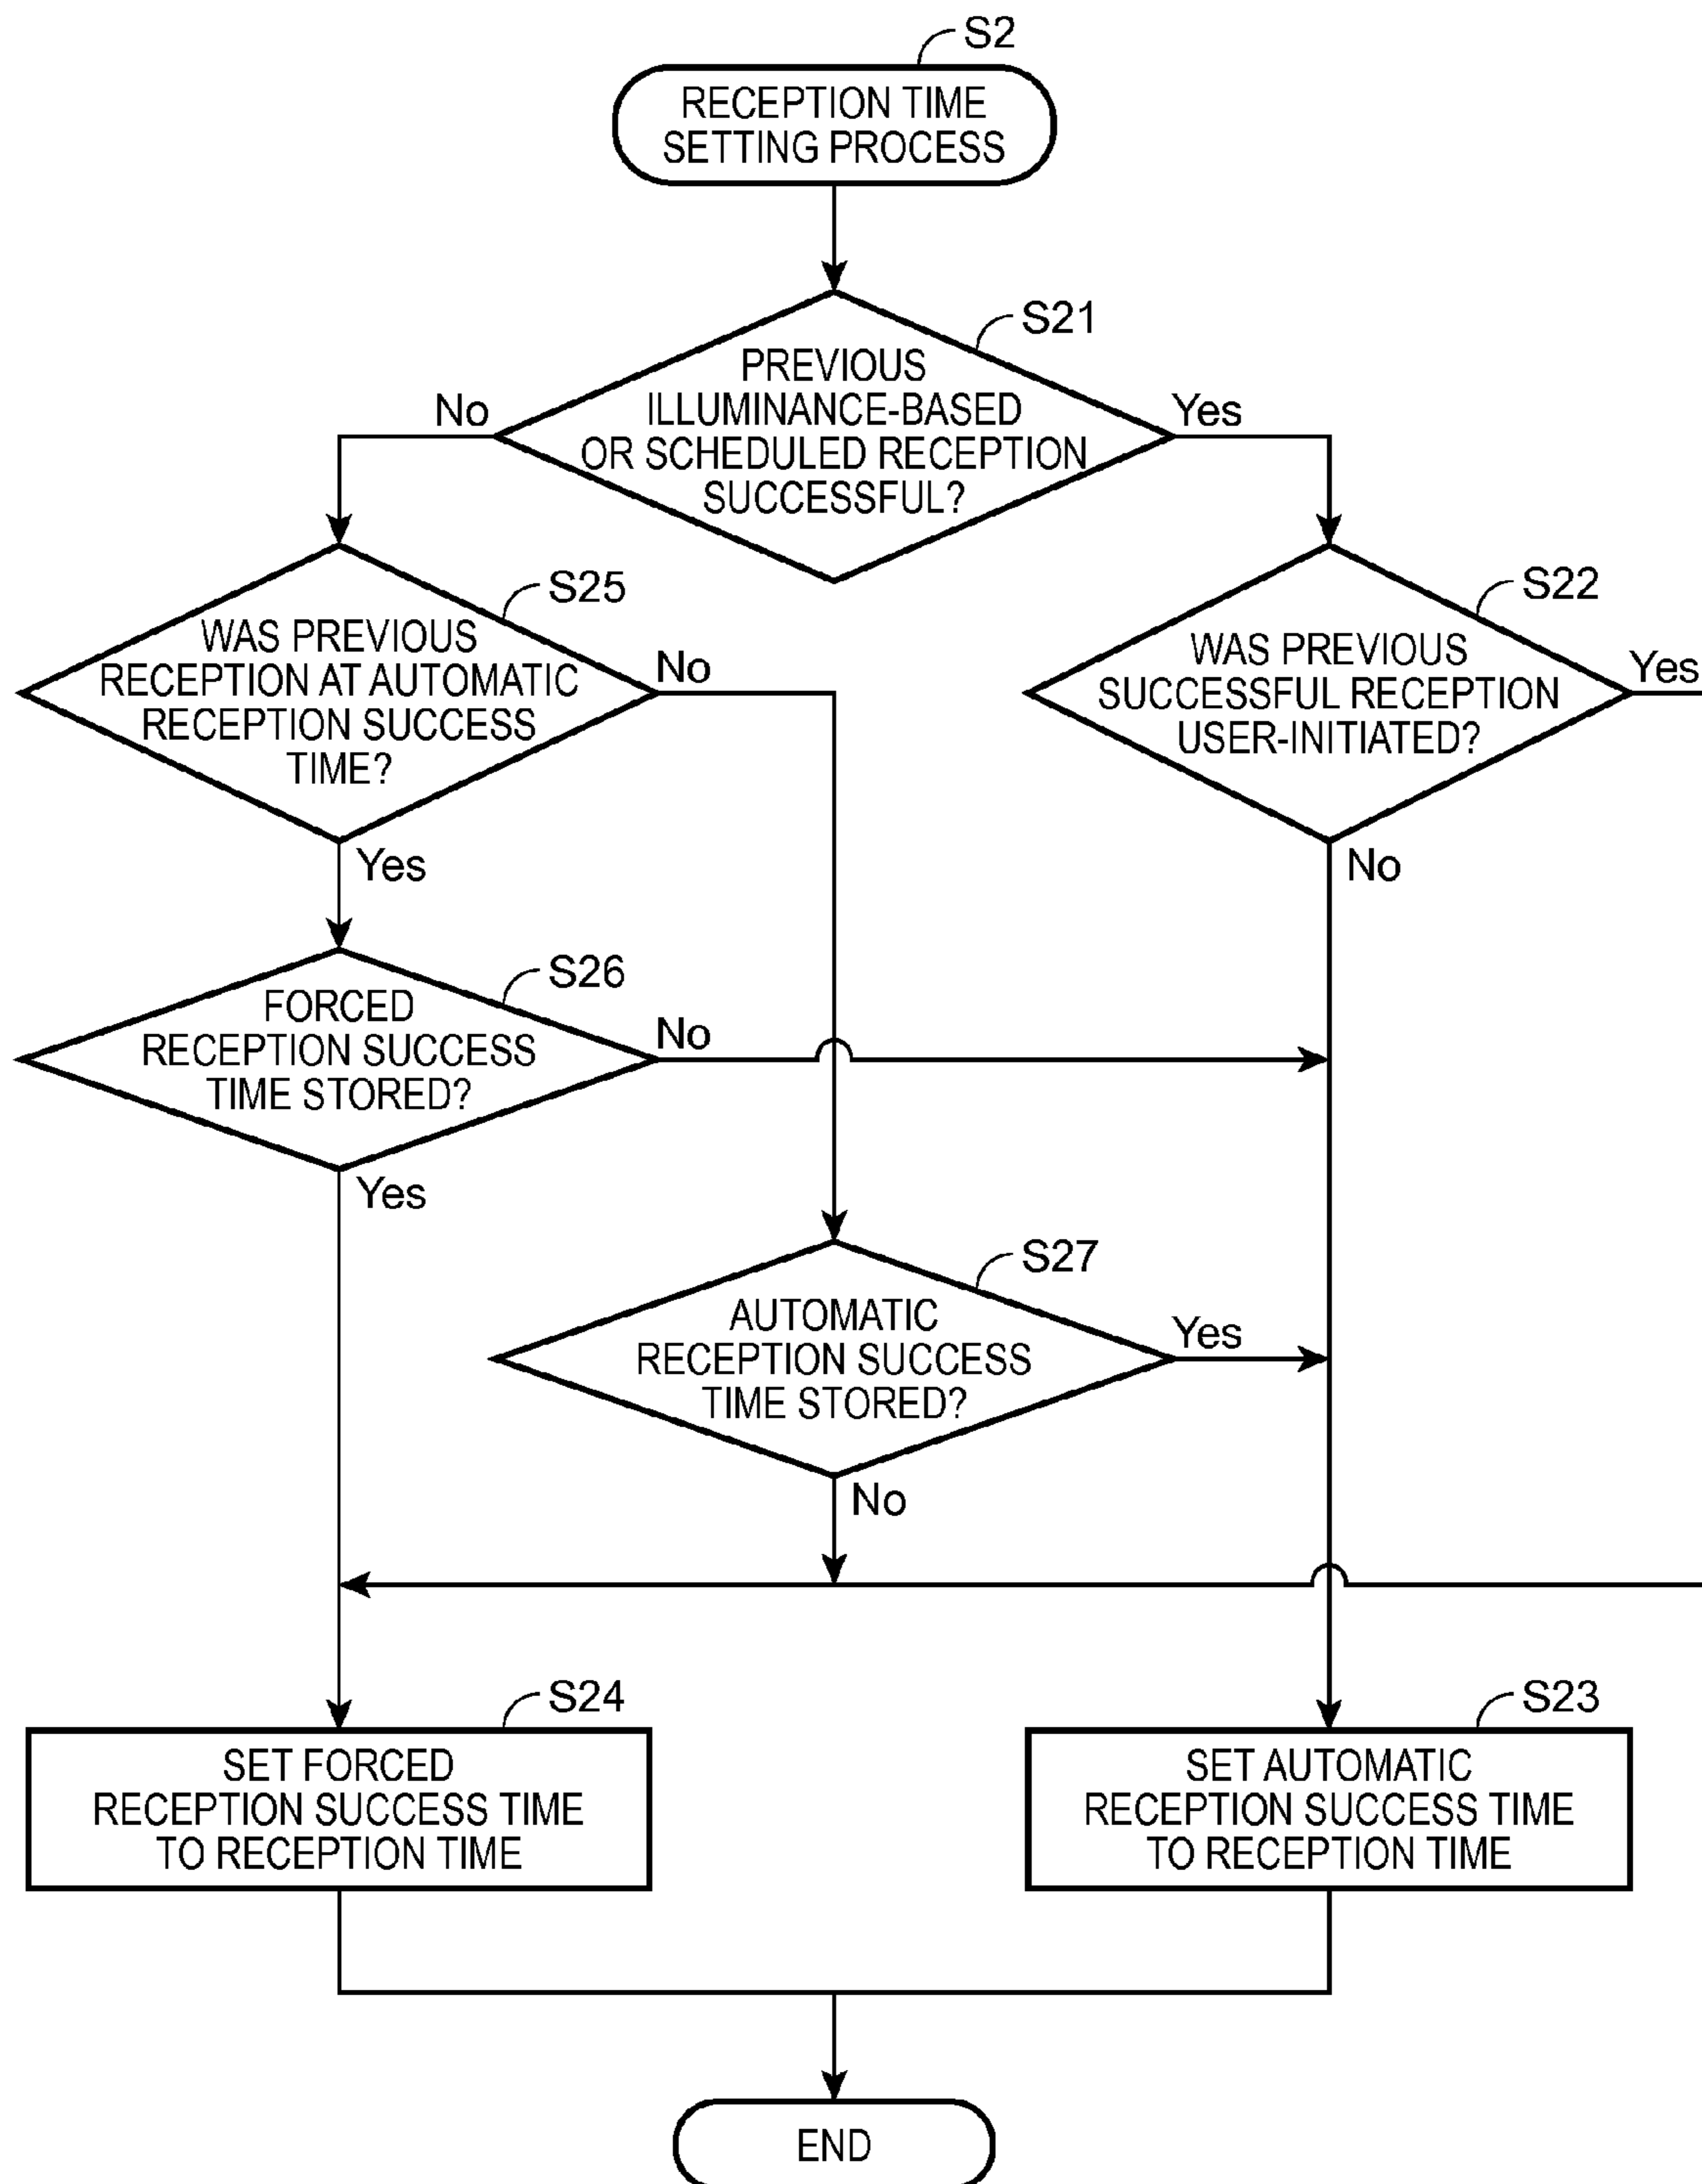 S2
RECEPTION TIME
SETTING PROCESS
S21
PREVIOUS
ILLUMINANCE-BASED
OR SCHEDULED RECEPTION
SUCCESSFUL?
No
Yes
S25
WAS PREVIOUS
RECEPTION AT AUTOMATIC
RECEPTION SUCCESS
TIME?
No
Yes
S22
WAS PREVIOUS
SUCCESSFUL RECEPTION
USER-INITIATED?
Yes
No
S26
FORCED
RECEPTION SUCCESS
TIME STORED?
No
Yes
S27
AUTOMATIC
RECEPTION SUCCESS
TIME STORED?
Yes
No
S24
SET FORCED
RECEPTION SUCCESS TIME
TO RECEPTION TIME
S23
SET AUTOMATIC
RECEPTION SUCCESS TIME
TO RECEPTION TIME
END